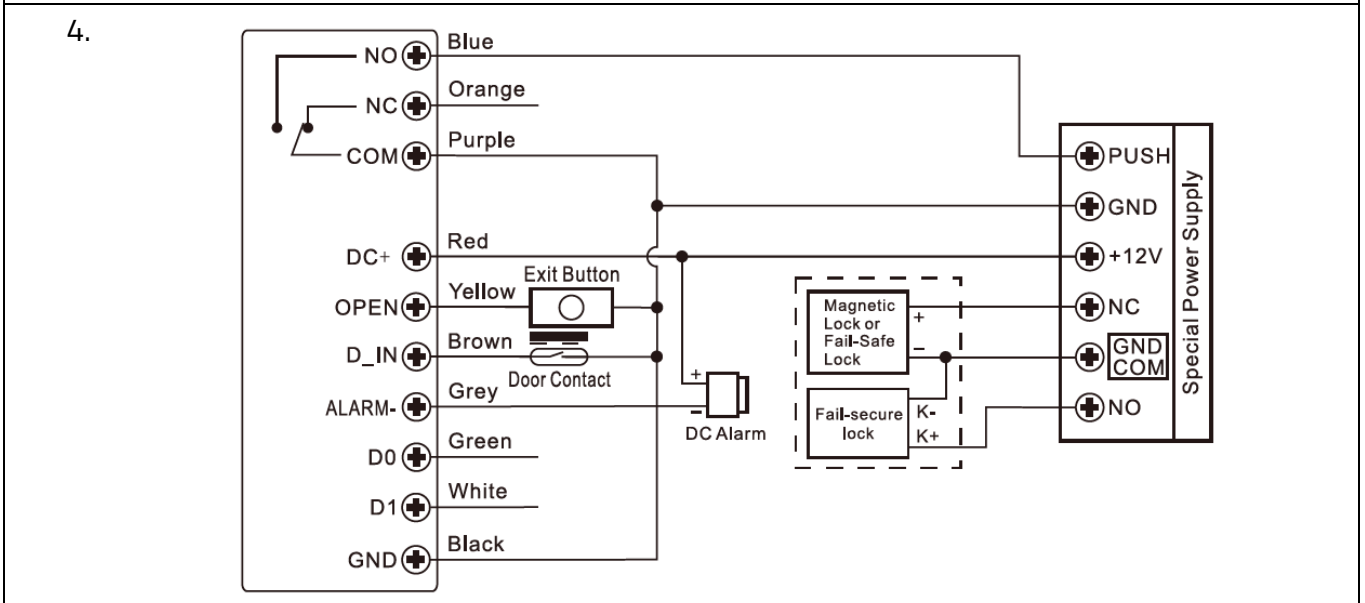 4.
NO
Blue
NC
Orange
COM
Purple
DC+
Red
OPEN
Yellow
Exit Button
D_IN
Brown
Door Contact
ALARM-
Grey
+
-
DC Alarm
D0
Green
D1
White
GND
Black
Magnetic
Lock or
Fail-Safe
Lock
+
-
Fail-secure
lock
K-
K+
PUSH
GND
+12V
NC
GND
COM
NO
Special Power Supply